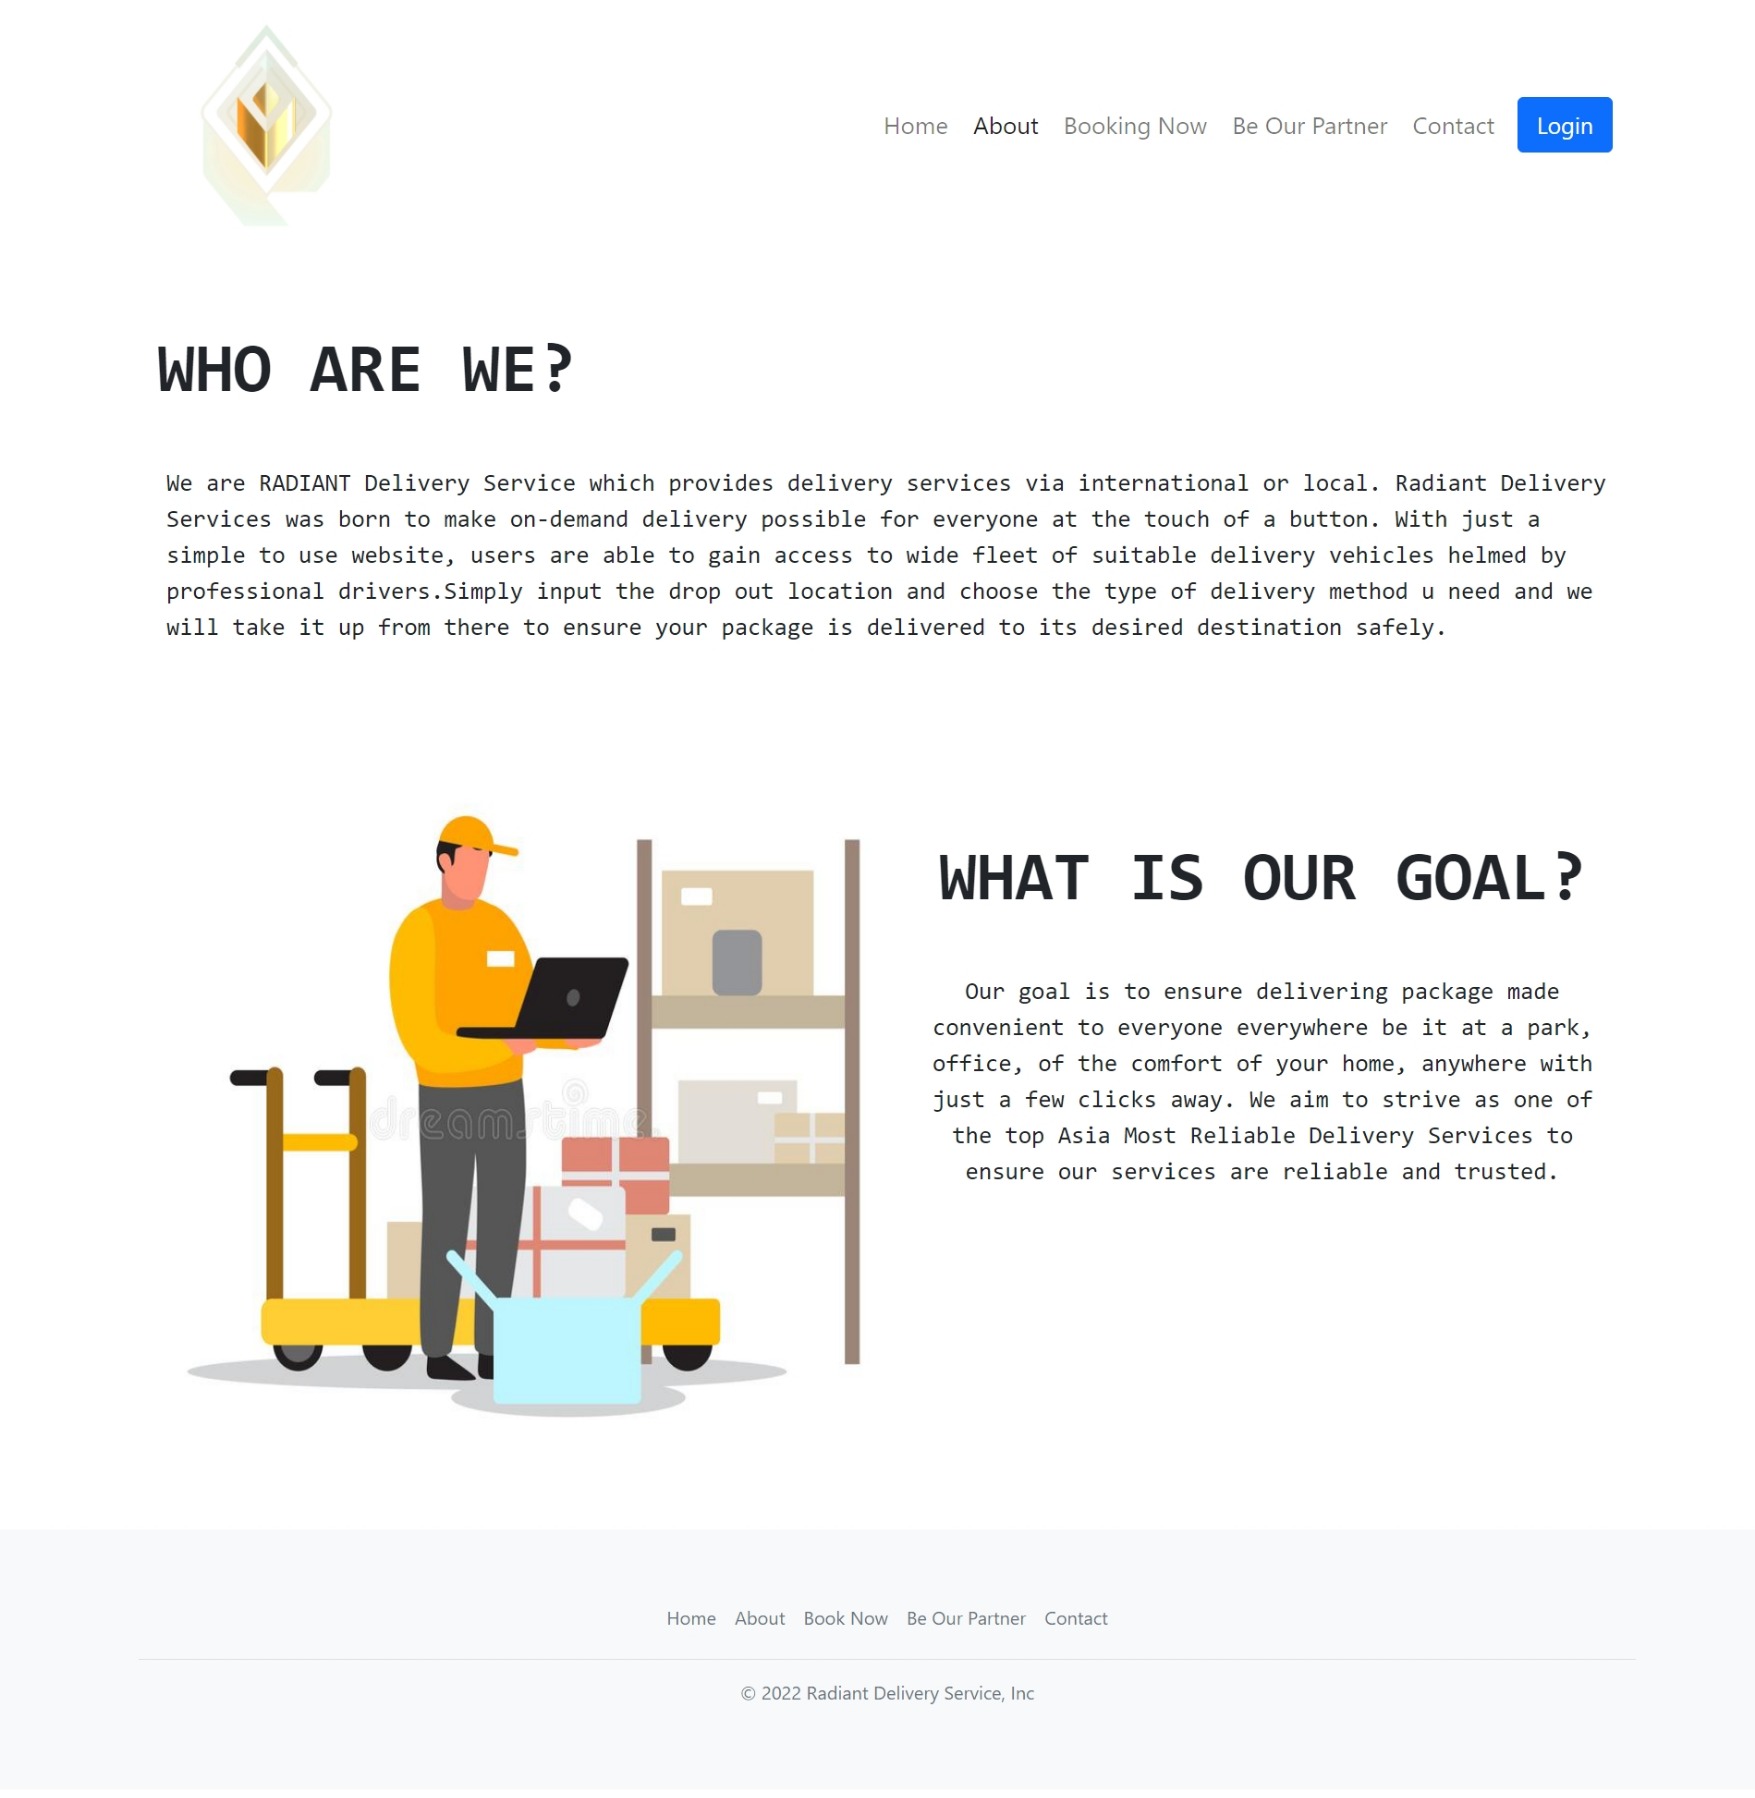 Home About Booking Now Be Our Partner Contact Login
WHO ARE WE?
We are RADIANT Delivery Service which provides delivery services via international or local. Radiant Delivery
Services was born to make on-demand delivery possible for everyone at the touch of a button. With just a
simple to use website, users are able to gain access to wide fleet of suitable delivery vehicles helmed by
professional drivers.Simply input the drop out location and choose the type of delivery method u need and we
will take it up from there to ensure your package is delivered to its desired destination safely.
WHAT IS OUR GOAL?
Our goal is to ensure delivering package made
convenient to everyone everywhere be it at a park,
office, of the comfort of your home, anywhere with
just a few clicks away. We aim to strive as one of
the top Asia Most Reliable Delivery Services to
ensure our services are reliable and trusted.
dreamstime
Home About Book Now Be Our Partner Contact
© 2022 Radiant Delivery Service, Inc